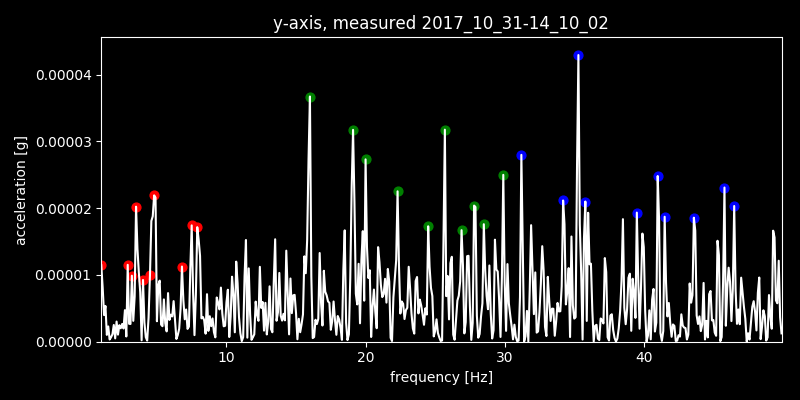 y-axis, measured 2017_10_31-14_10_02
acceleration [g]
0.00004
0.00003
0.00002
0.00001
0.00000
10 20 30 40
frequency [Hz]